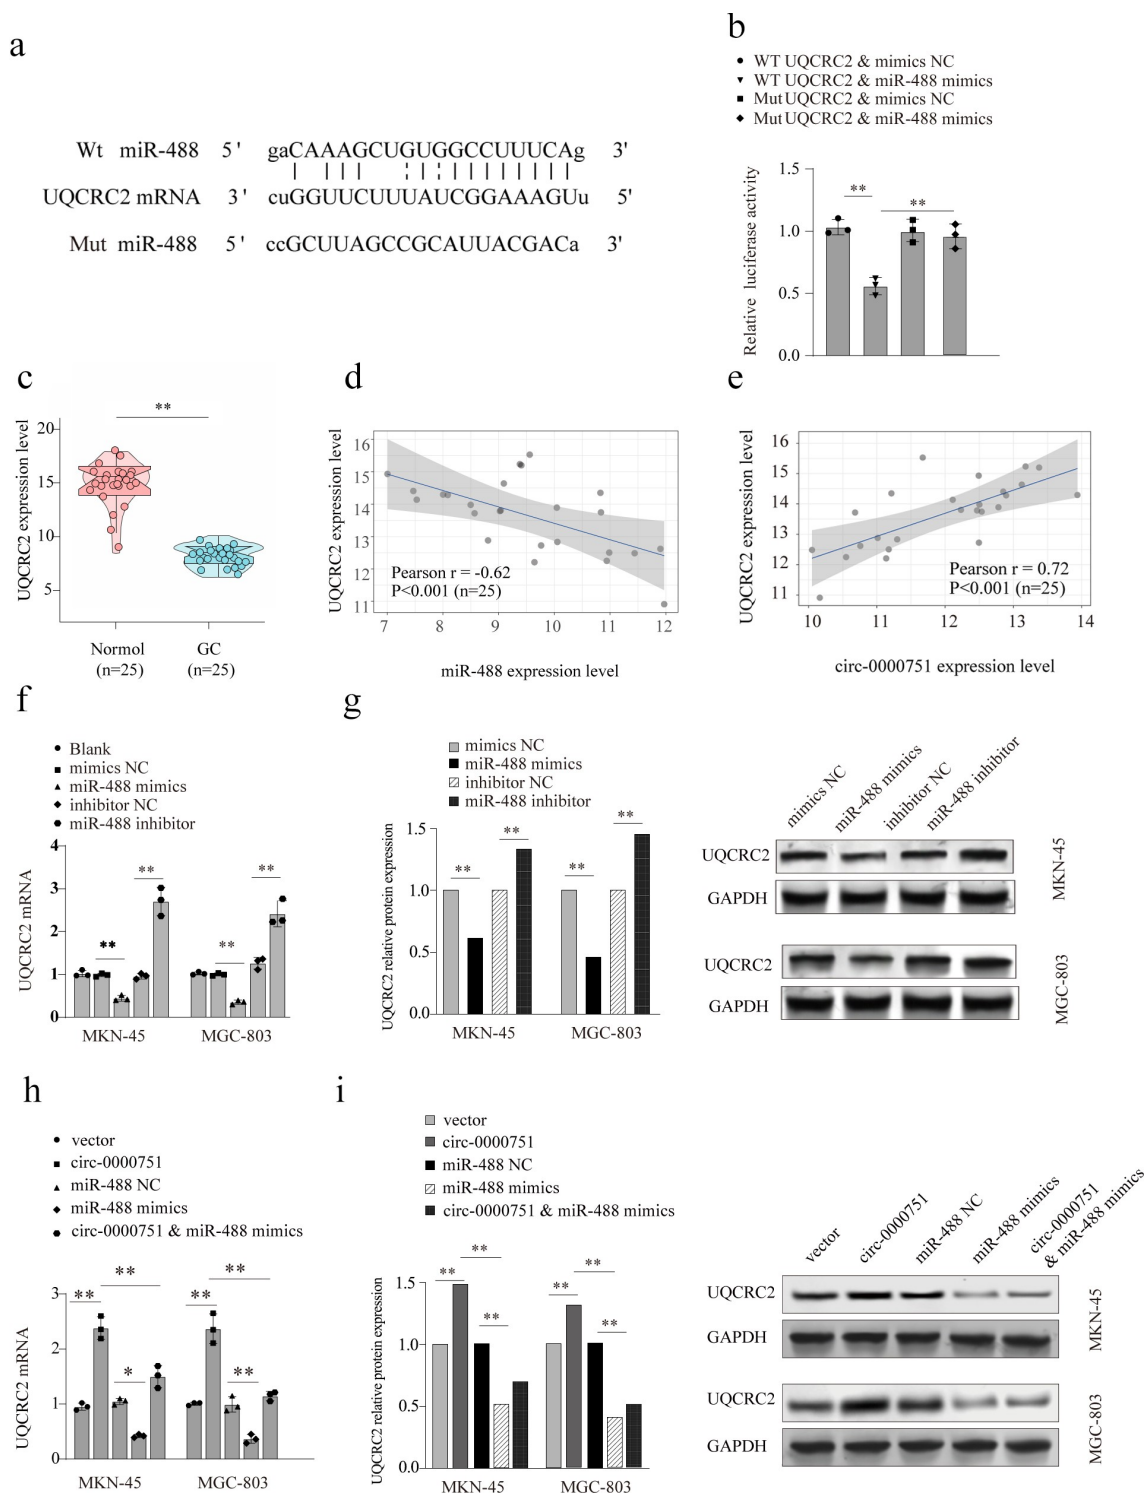 a
Wt miR-488 5' gaCAAAGCUGUGGCCUUUCAg 3'
UQCRC2 mRNA 3' cuGGUUCUUUAUCGGAAAGUu 5'
Mut miR-488 5' ccGCUUAGCCGCAUUACGACa 3'
b
WT UQCRC2 & mimics NC
WT UQCRC2 & miR-488 mimics
Mut UQCRC2 & mimics NC
Mut UQCRC2 & miR-488 mimics
Relative luciferase activity
1.5
1.0
0.5
0.0
**
**
c
UQCRC2 expression level
20
15
10
5
**
Normol
(n=25)
GC
(n=25)
d
UQCRC2 expression level
16
15
14
13
12
11
Pearson r = -0.62
P<0.001 (n=25)
7 8 9 10 11 12
miR-488 expression level
e
UQCRC2 expression level
16
15
14
13
12
11
Pearson r = 0.72
P<0.001 (n=25)
10 11 12 13 14
circ-0000751 expression level
f
Blank
mimics NC
miR-488 mimics
inhibitor NC
miR-488 inhibitor
UQCRC2 mRNA
4
3
2
1
0
** ** ** **
MKN-45 MGC-803
g
mimics NC
miR-488 mimics
inhibitor NC
miR-488 inhibitor
UQCRC2 relative protein expression
1.5
1.0
0.5
0.0
** ** ** **
MKN-45 MGC-803
mimics NC
miR-488 mimics
inhibitor NC
miR-488 inhibitor
UQCRC2
GAPDH
MKN-45
UQCRC2
GAPDH
MGC-803
h
vector
circ-0000751
miR-488 NC
miR-488 mimics
circ-0000751 & miR-488 mimics
UQCRC2 mRNA
3
2
1
0
** ** * ** ** **
MKN-45 MGC-803
i
vector
circ-0000751
miR-488 NC
miR-488 mimics
circ-0000751 & miR-488 mimics
UQCRC2 relative protein expression
1.5
1.0
0.5
0.0
** ** ** ** ** **
MKN-45 MGC-803
vector
circ-0000751
miR-488 NC
miR-488 mimics
circ-0000751
& miR-488 mimics
UQCRC2
GAPDH
MKN-45
UQCRC2
GAPDH
MGC-803